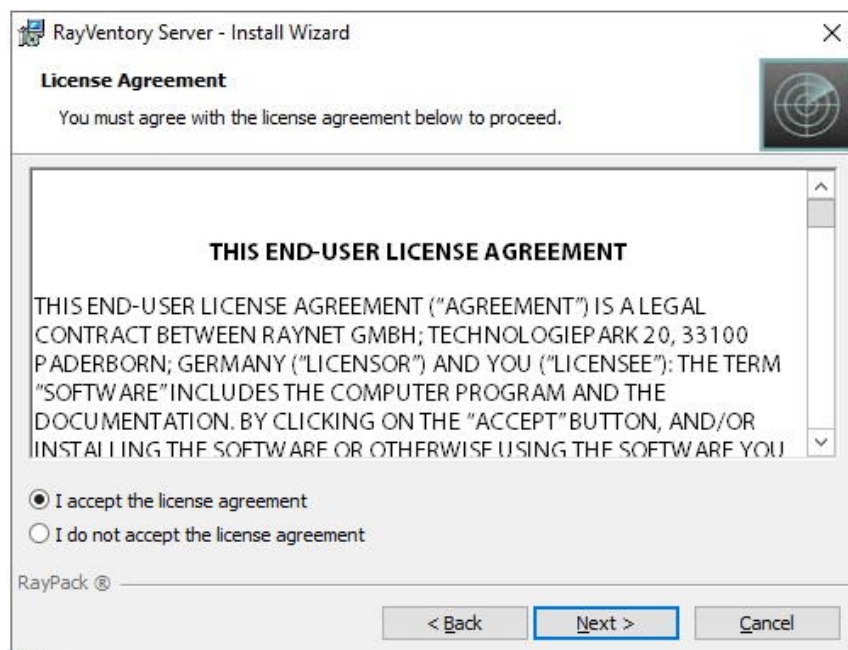 RayVentory Server - Install Wizard
License Agreement
You must agree with the license agreement below to proceed.
THIS END-USER LICENSE AGREEMENT
THIS END-USER LICENSE AGREEMENT (“AGREEMENT”) IS A LEGAL
CONTRACT BETWEEN RAYNET GMBH; TECHNOLOGIEPARK 20, 33100
PADERBORN; GERMANY (“LICENSOR”) AND YOU (“LICENSEE”): THE TERM
“SOFTWARE” INCLUDES THE COMPUTER PROGRAM AND THE
DOCUMENTATION. BY CLICKING ON THE “ACCEPT” BUTTON, AND/OR
INSTALLING THE SOFTWARE OR OTHERWISE USING THE SOFTWARE YOU
I accept the license agreement
I do not accept the license agreement
RayPack ®
< Back
Next >
Cancel